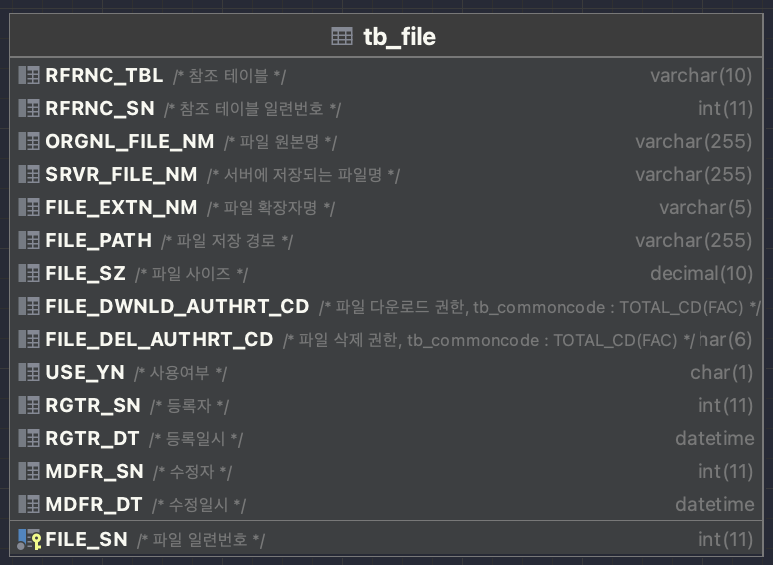 tb_file
RFRNC_TBL /* 참조 테이블 */ varchar(10)
RFRNC_SN /* 참조 테이블 일련번호 */ int(11)
ORGNL_FILE_NM /* 파일 원본명 */ varchar(255)
SRVR_FILE_NM /* 서버에 저장되는 파일명 */ varchar(255)
FILE_EXTN_NM /* 파일 확장자명 */ varchar(5)
FILE_PATH /* 파일 저장 경로 */ varchar(255)
FILE_SZ /* 파일 사이즈 */ decimal(10)
FILE_DWNLD_AUTHRT_CD /* 파일 다운로드 권한, tb_commoncode : TOTAL_CD(FAC) */
FILE_DEL_AUTHRT_CD /* 파일 삭제 권한, tb_commoncode : TOTAL_CD(FAC) */ har(6)
USE_YN /* 사용여부 */ char(1)
RGTR_SN /* 등록자 */ int(11)
RGTR_DT /* 등록일시 */ datetime
MDFR_SN /* 수정자 */ int(11)
MDFR_DT /* 수정일시 */ datetime
FILE_SN /* 파일 일련번호 */ int(11)